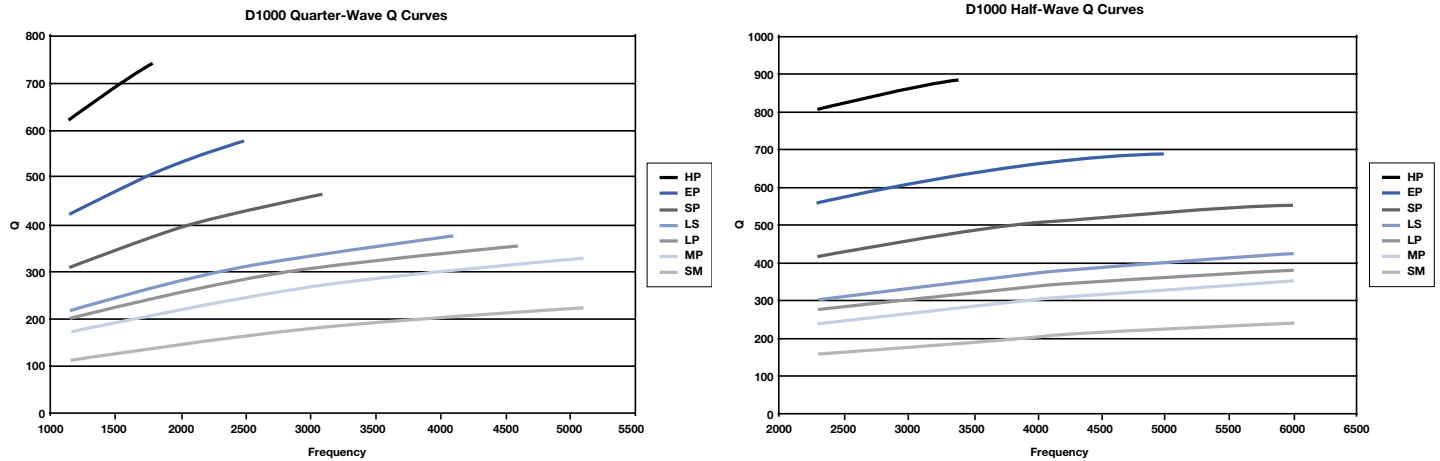 D1000 Quarter-Wave Q Curves
800
700
600
500
400
300
200
100
0
Q
1000 1500 2000 2500 3000 3500 4000 4500 5000 5500
Frequency
HP
EP
SP
LS
LP
MP
SM
D1000 Half-Wave Q Curves
1000
900
800
700
600
500
400
300
200
100
0
Q
2000 2500 3000 3500 4000 4500 5000 5500 6000 6500
Frequency
HP
EP
SP
LS
LP
MP
SM